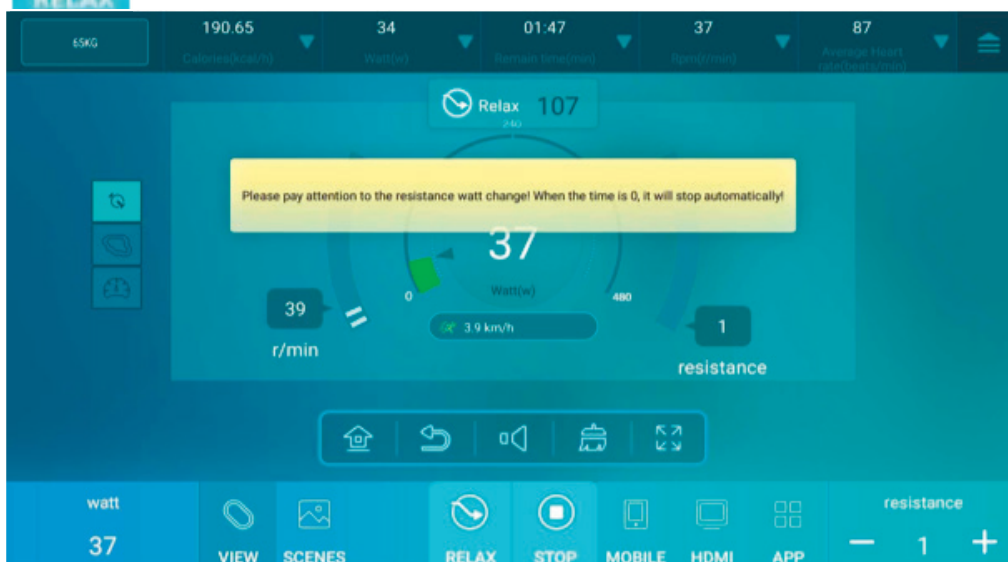 RELAX
65KG
190.65
Calories(kcal/h)
34
Watt(w)
01:47
Remain time(min)
37
Rpm(r/min)
87
Average Heart
rate(beats/min)
Relax 107
240
Please pay attention to the resistance watt change! When the time is 0, it will stop automatically!
37
Watt(w)
0
480
3.9 km/h
39
r/min
1
resistance
watt
37
VIEW
SCENES
RELAX
STOP
MOBILE
HDMI
APP
resistance
− 1 +